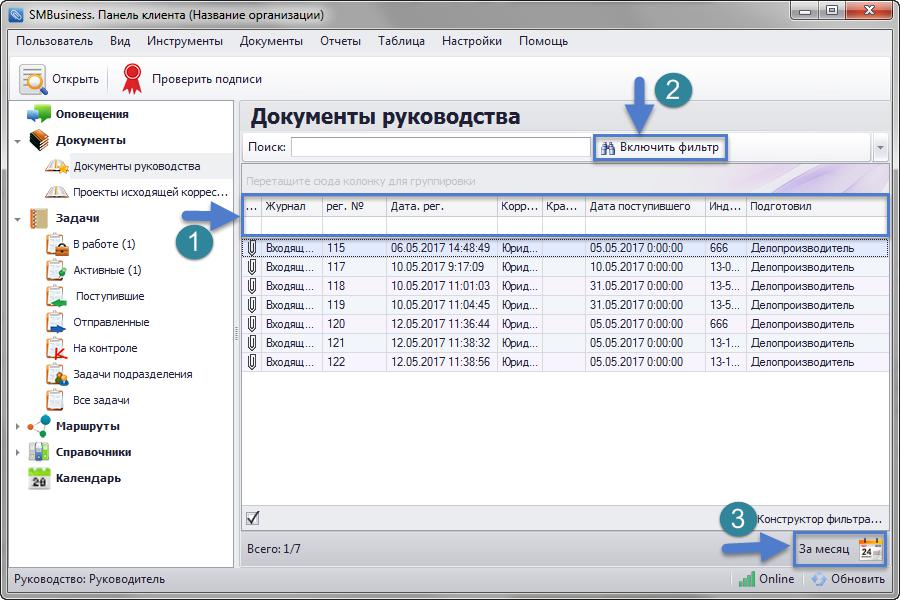 SMBusiness. Панель клиента (Название организации)
Пользователь Вид Инструменты Документы Отчеты Таблица Настройки Помощь
Открыть Проверить подписи
Оповещения
Документы
Документы руководства
Проекты исходящей коррес...
Задачи
В работе (1)
Активные (1)
Поступившие
Отправленные
На контроле
Задачи подразделения
Все задачи
Маршруты
Справочники
Календарь
Документы руководства
2
Поиск: Включить фильтр
Перетащите сюда колонку для группировки
1
... Журнал рег. № Дата. рег. Корр... Кра... Дата поступившего Инд... Подготовил
Входящ... 115 06.05.2017 14:48:49 Юрид... 05.05.2017 0:00:00 666 Делопроизводитель
Входящ... 117 10.05.2017 9:17:09 Юрид... 10.05.2017 0:00:00 13-0... Делопроизводитель
Входящ... 118 10.05.2017 11:01:03 Юрид... 31.05.2017 0:00:00 13-5... Делопроизводитель
Входящ... 119 10.05.2017 11:04:45 Юрид... 31.05.2017 0:00:00 13-5... Делопроизводитель
Входящ... 120 12.05.2017 11:36:44 Юрид... 05.05.2017 0:00:00 666 Делопроизводитель
Входящ... 121 12.05.2017 11:38:32 Юрид... 05.05.2017 0:00:00 13-1... Делопроизводитель
Входящ... 122 12.05.2017 11:38:56 Юрид... 05.05.2017 0:00:00 13-1... Делопроизводитель
3
Конструктор фильтра...
Всего: 1/7 За месяц 24
Руководство: Руководитель Online Обновить